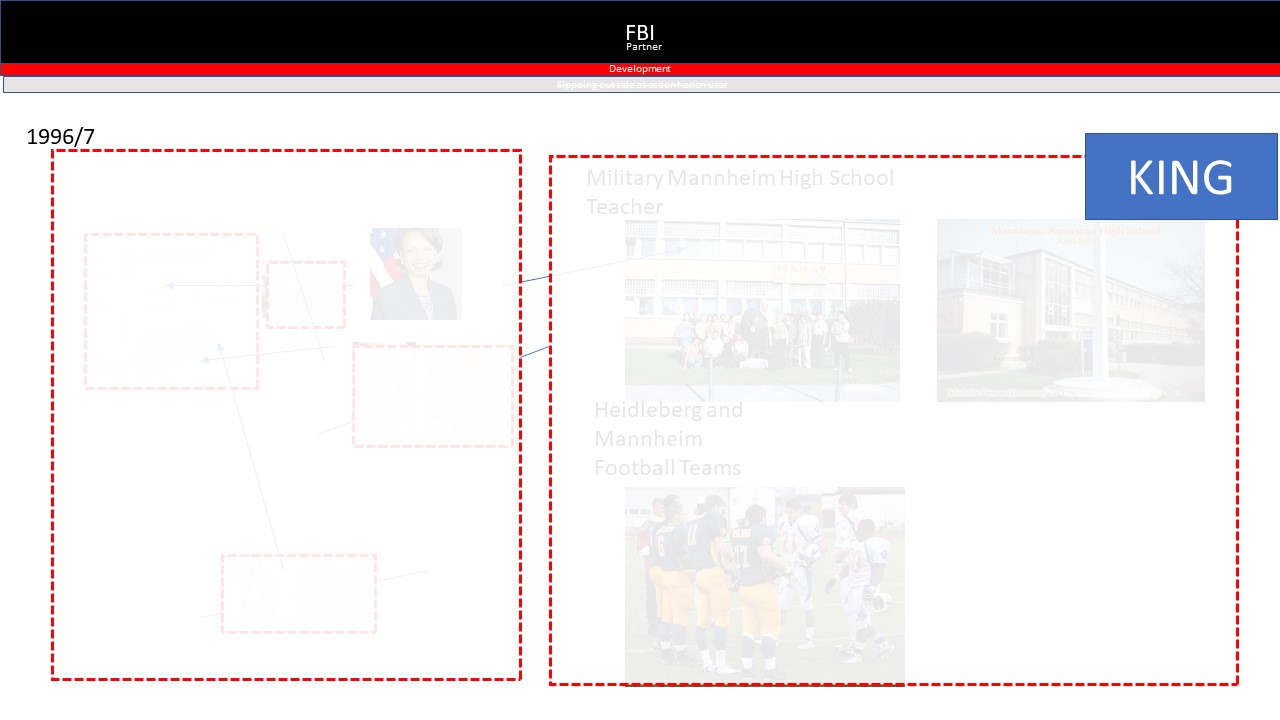 FBI
Partner
Development
1996/7
KING
Military Mannheim High School
Teacher
Mannheim American High School
Heidleberg and
Mannheim
Football Teams